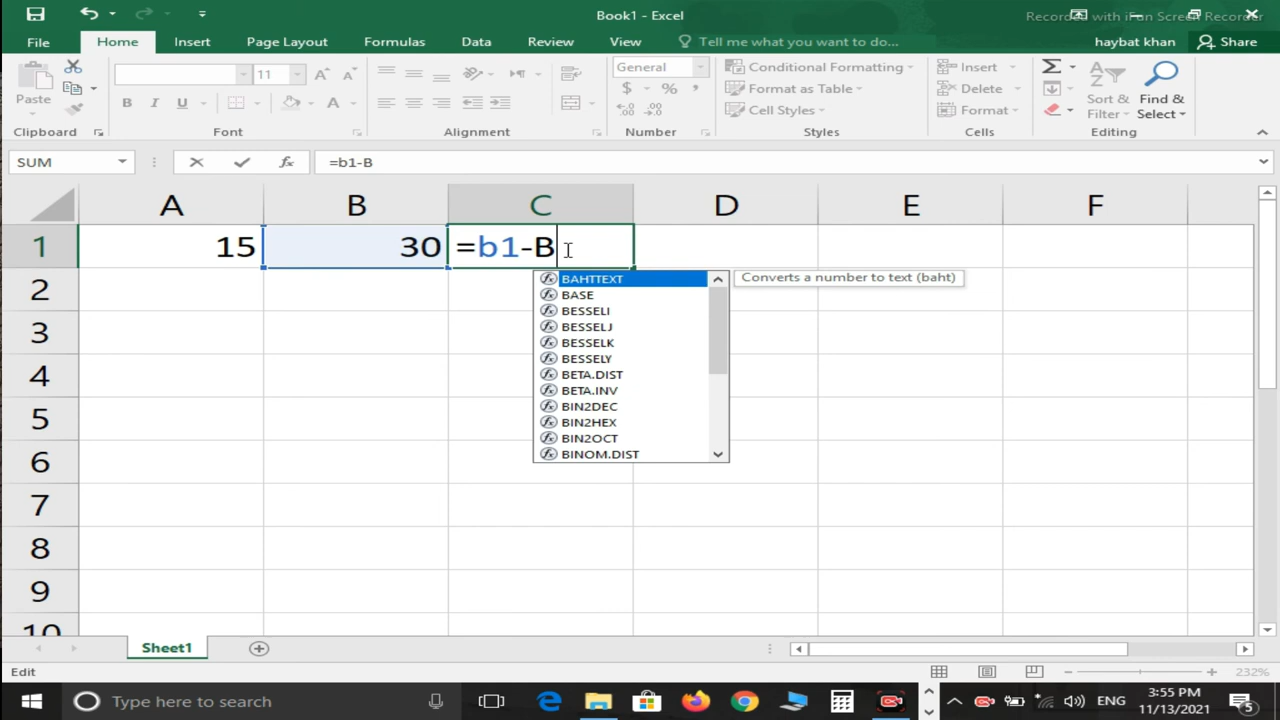 Book1 - Excel
Recorded with iFun Screen Recorder
File Home Insert Page Layout Formulas Data Review View Tell me what you want to do... haybat khan Share
Paste
11
B I U A
General
$ % ,
Conditional Formatting
Format as Table
Cell Styles
Insert
Delete
Format
Sort &
Filter
Find &
Select
Clipboard Font Alignment Number Styles Cells Editing
SUM fx =b1-B
A B C D E F
1 15 30 =b1-B
BAHTTEXT Converts a number to text (baht)
BASE
2
BESSELI
BESSELJ
3
BESSELK
BESSELY
4
BETA.DIST
BETA.INV
5
BIN2DEC
BIN2HEX
BIN2OCT
6
BINOM.DIST
7
8
9
10
Sheet1
Edit 232%
Type here to search ENG 3:55 PM
11/13/2021
5